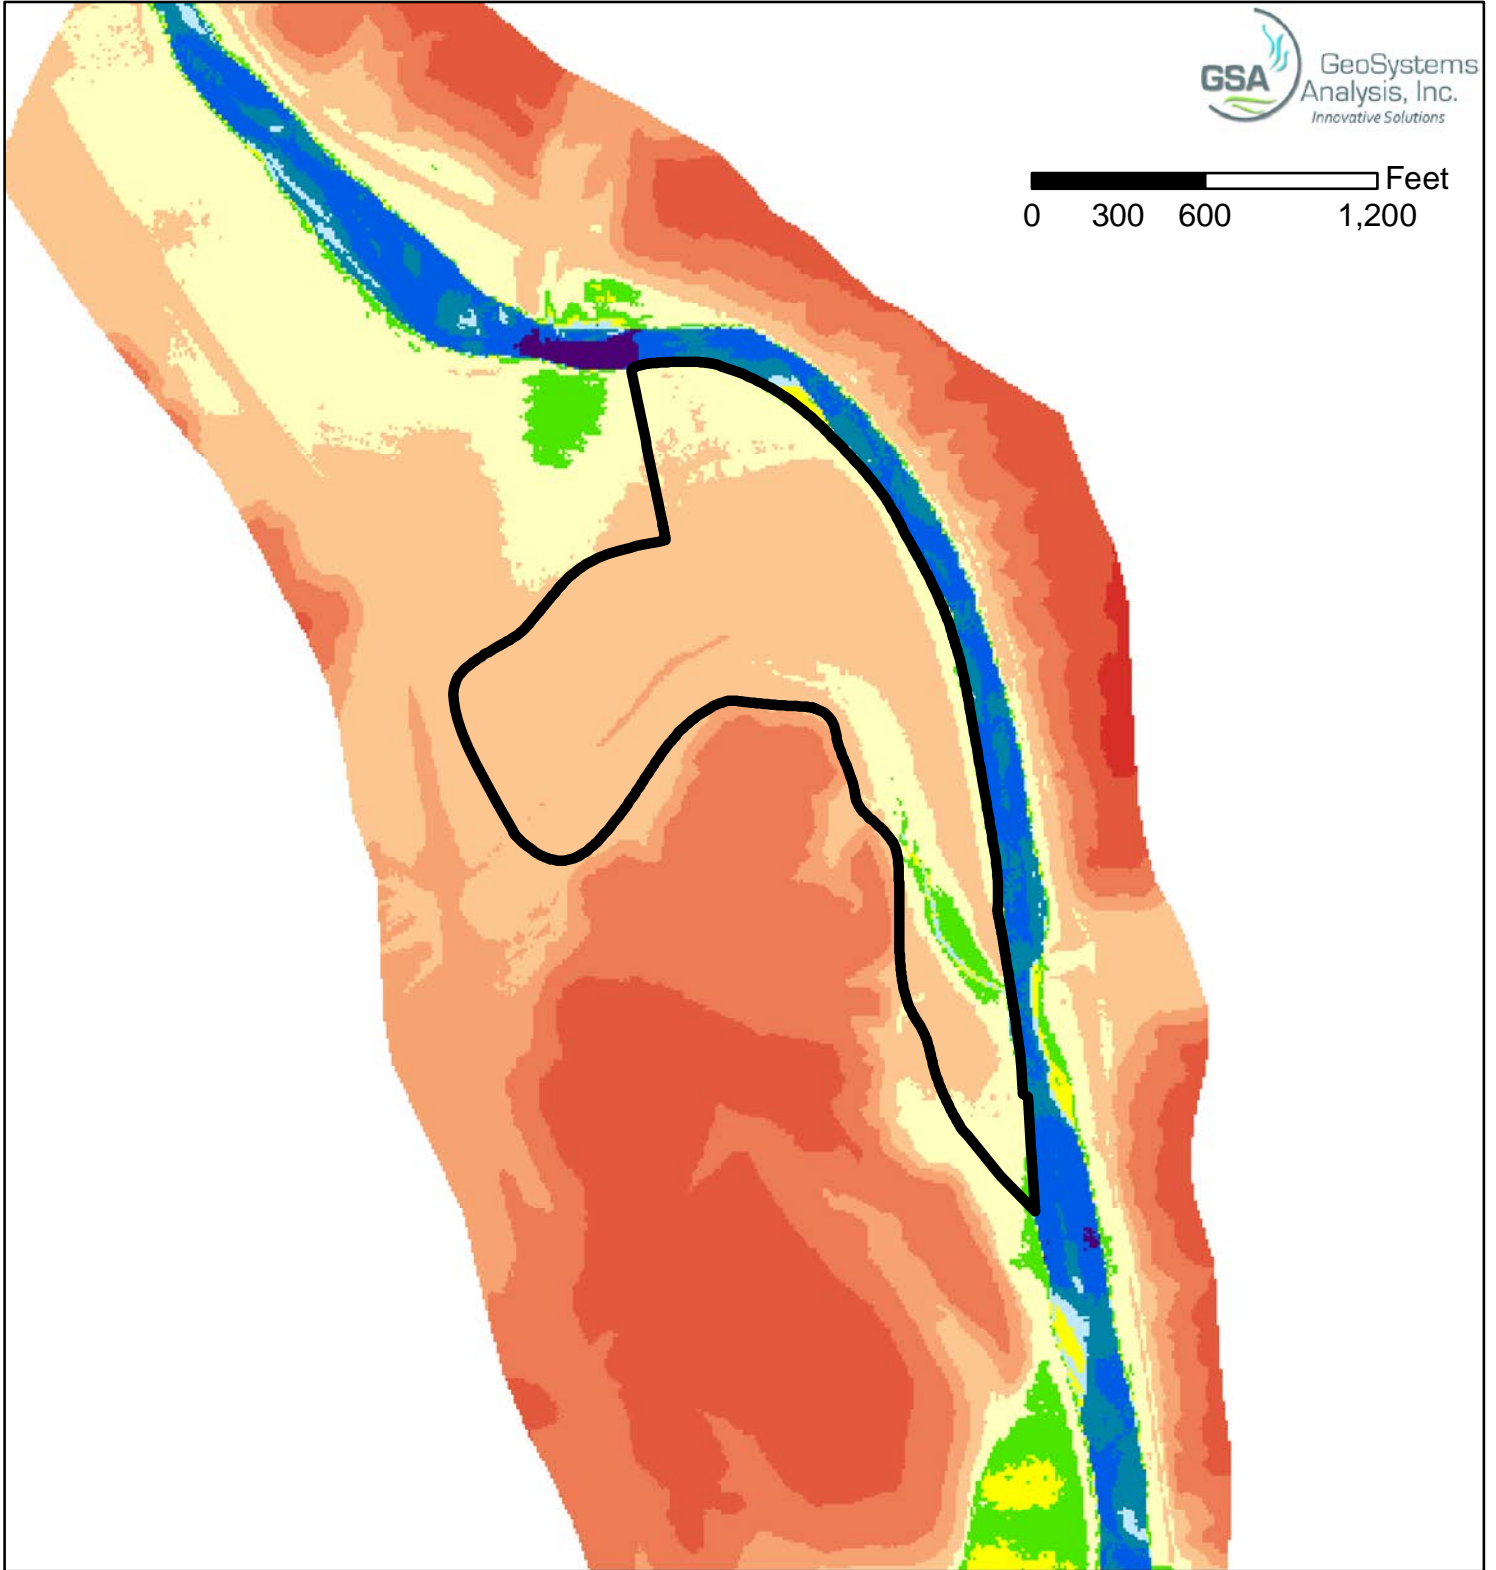 GSA
GeoSystems
Analysis, Inc.
Innovative Solutions
Feet
0 300 600 1,200